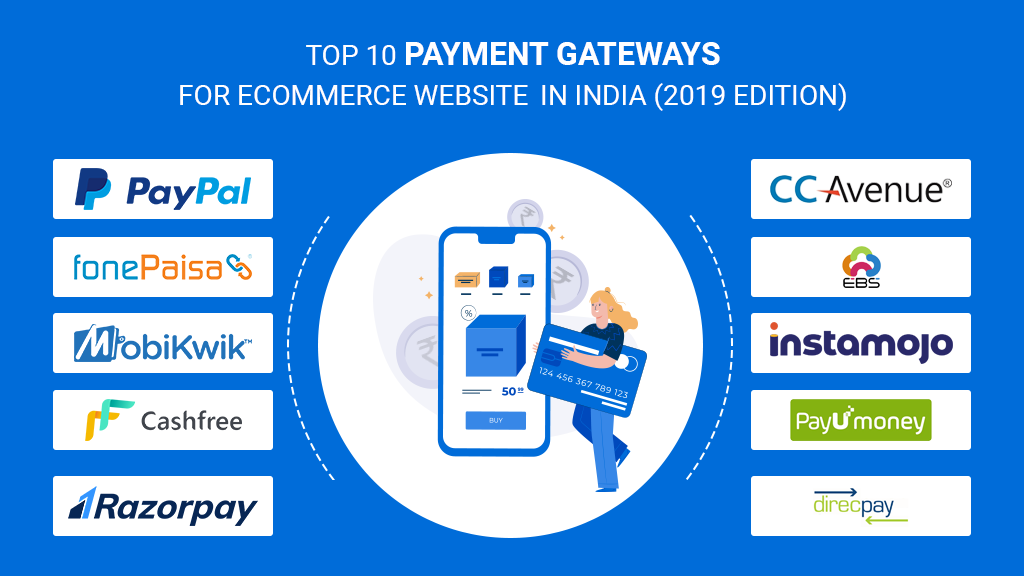 TOP 10 PAYMENT GATEWAYS
FOR ECOMMERCE WEBSITE IN INDIA (2019 EDITION)
PayPal
fonePaisa
MobiKwik™
Cashfree
Razorpay
₹
₹
₹
%
50 99
BUY
124 456 367 789 123
CCAvenue®
EBS
instamojo
PayUmoney
direcpay